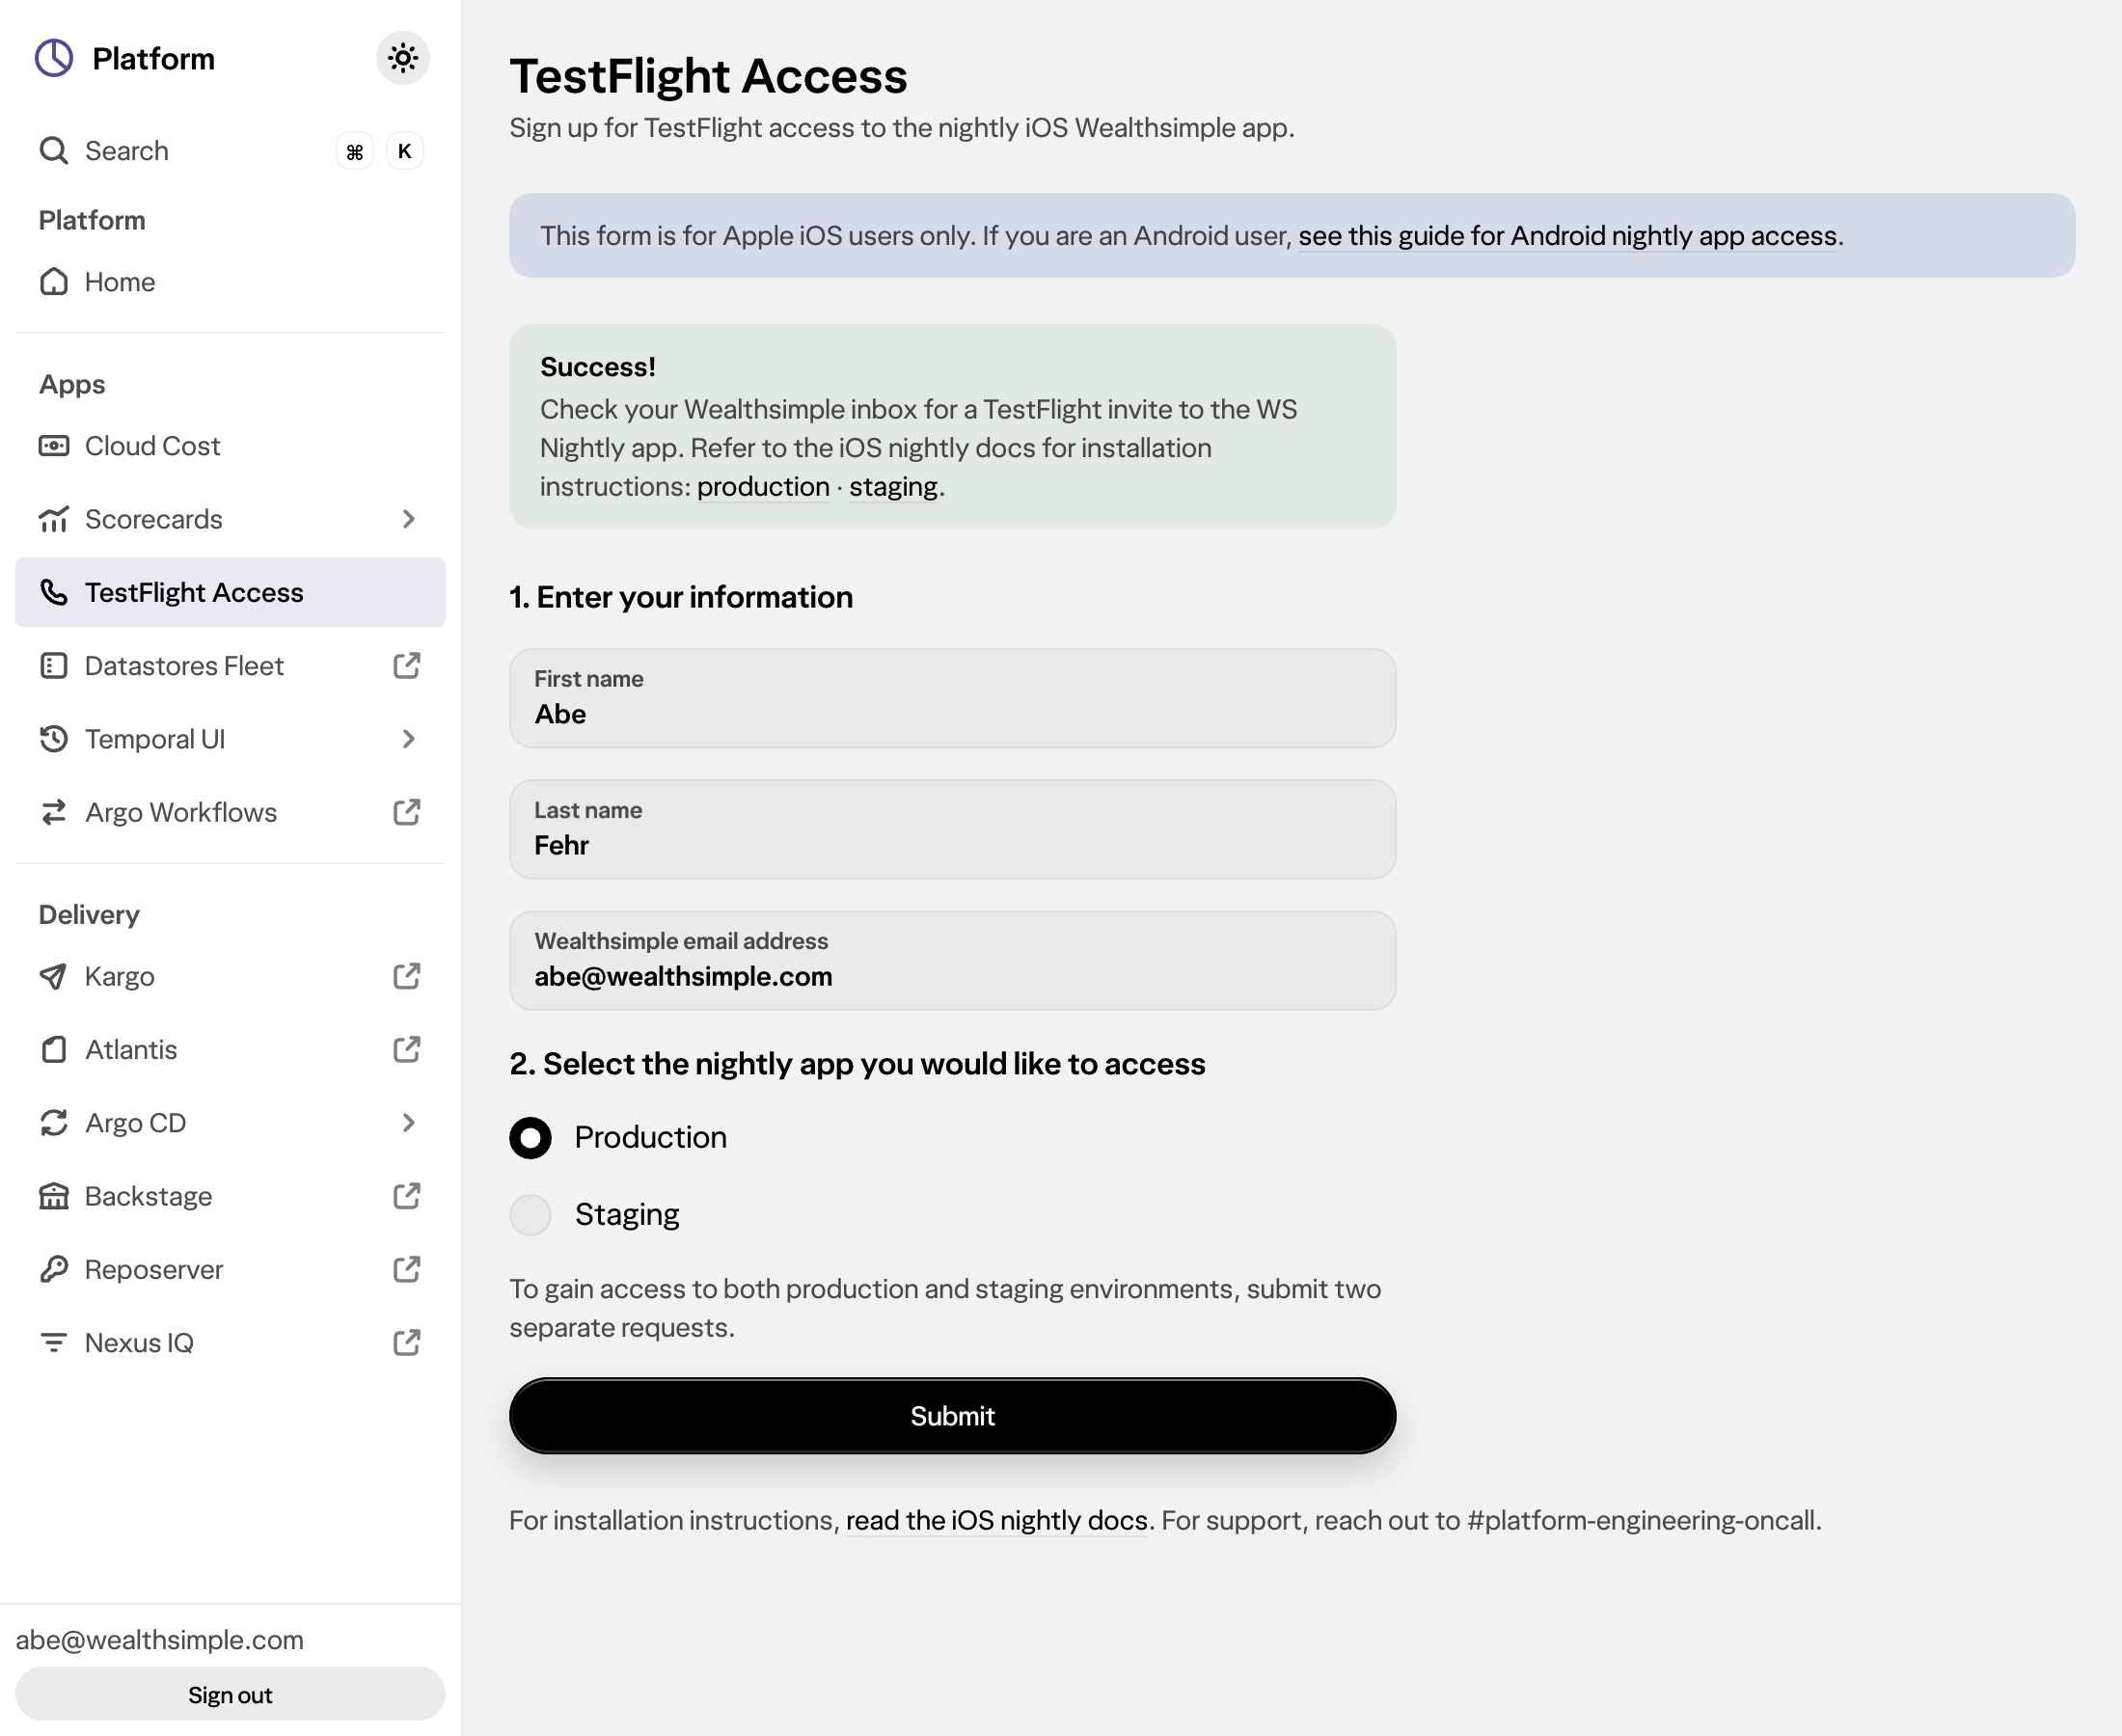 Platform
Search ⌘ K
Platform
Home
Apps
Cloud Cost
Scorecards
TestFlight Access
Datastores Fleet
Temporal UI
Argo Workflows
Delivery
Kargo
Atlantis
Argo CD
Backstage
Reposerver
Nexus IQ
abe@wealthsimple.com
Sign out
TestFlight Access
Sign up for TestFlight access to the nightly iOS Wealthsimple app.
This form is for Apple iOS users only. If you are an Android user, see this guide for Android nightly app access.
Success!
Check your Wealthsimple inbox for a TestFlight invite to the WS
Nightly app. Refer to the iOS nightly docs for installation
instructions: production · staging.
1. Enter your information
First name
Abe
Last name
Fehr
Wealthsimple email address
abe@wealthsimple.com
2. Select the nightly app you would like to access
Production
Staging
To gain access to both production and staging environments, submit two
separate requests.
Submit
For installation instructions, read the iOS nightly docs. For support, reach out to #platform-engineering-oncall.